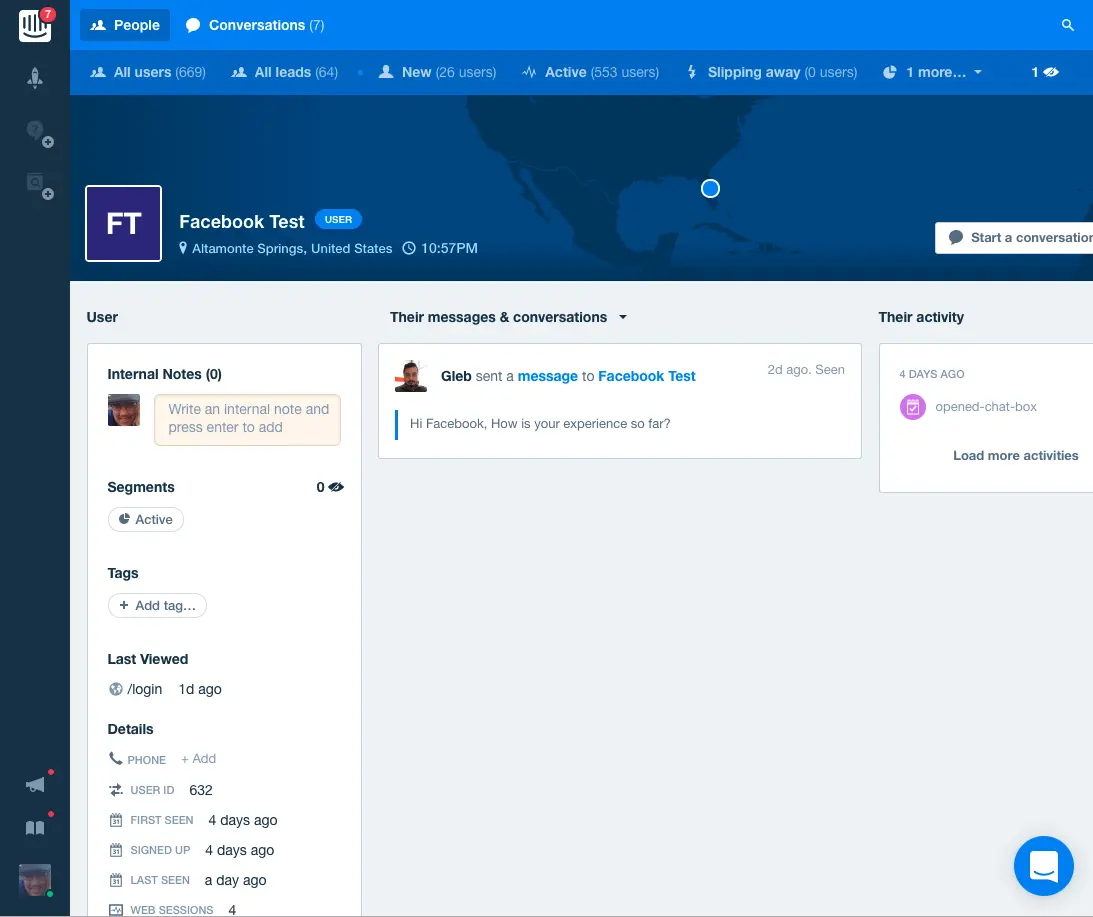 7
People
Conversations (7)
All users (669)
All leads (64)
New (26 users)
Active (553 users)
Slipping away (0 users)
1 more...
1
FT
Facebook Test USER
Altamonte Springs, United States 10:57PM
Start a conversation
User
Internal Notes (0)
Write an internal note and
press enter to add
Segments 0
Active
Tags
+ Add tag...
Last Viewed
/login 1d ago
Details
PHONE + Add
USER ID 632
FIRST SEEN 4 days ago
SIGNED UP 4 days ago
LAST SEEN a day ago
WEB SESSIONS 4
Their messages & conversations
Gleb sent a message to Facebook Test
2d ago. Seen
Hi Facebook, How is your experience so far?
Their activity
4 DAYS AGO
opened-chat-box
Load more activities